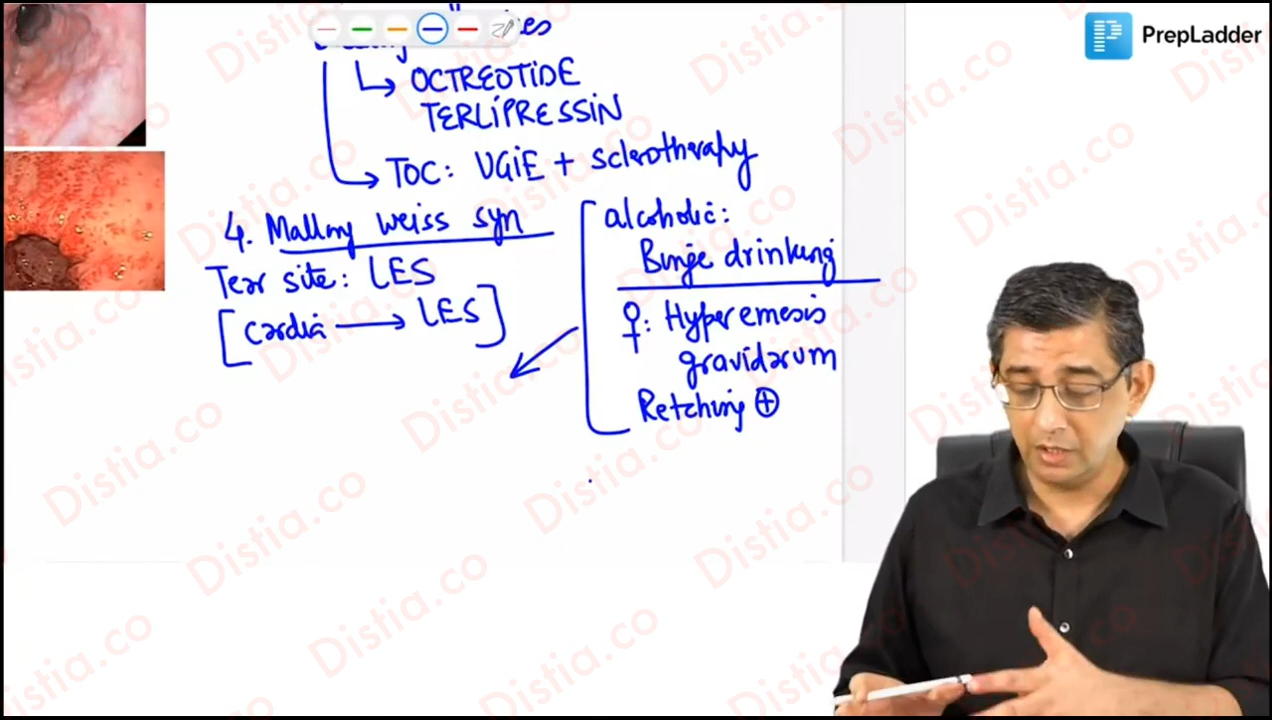 PrepLadder
OCTREOTIDE
TERLIPRESSIN
TOC: UGIE + sclerotherapy
4. Mallory weiss syn
Tear site: LES
[cardia → LES]
alcoholic:
Binge drinking
♀: Hyperemesis
gravidarum
Retching ⊕
Distia.co